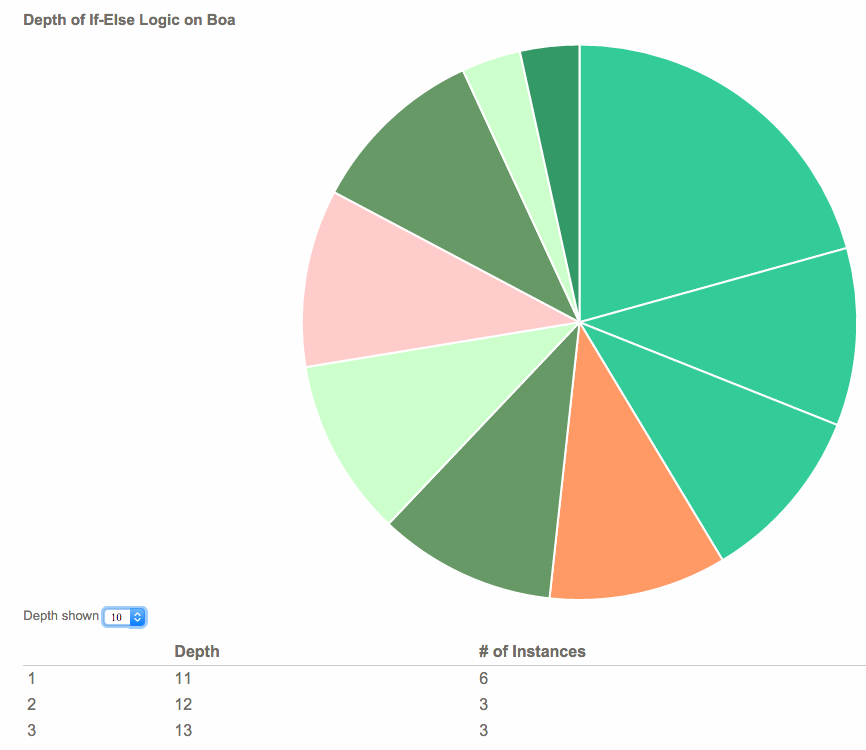 Depth of If-Else Logic on Boa
Depth shown 10
Depth # of Instances
1 11 6
2 12 3
3 13 3